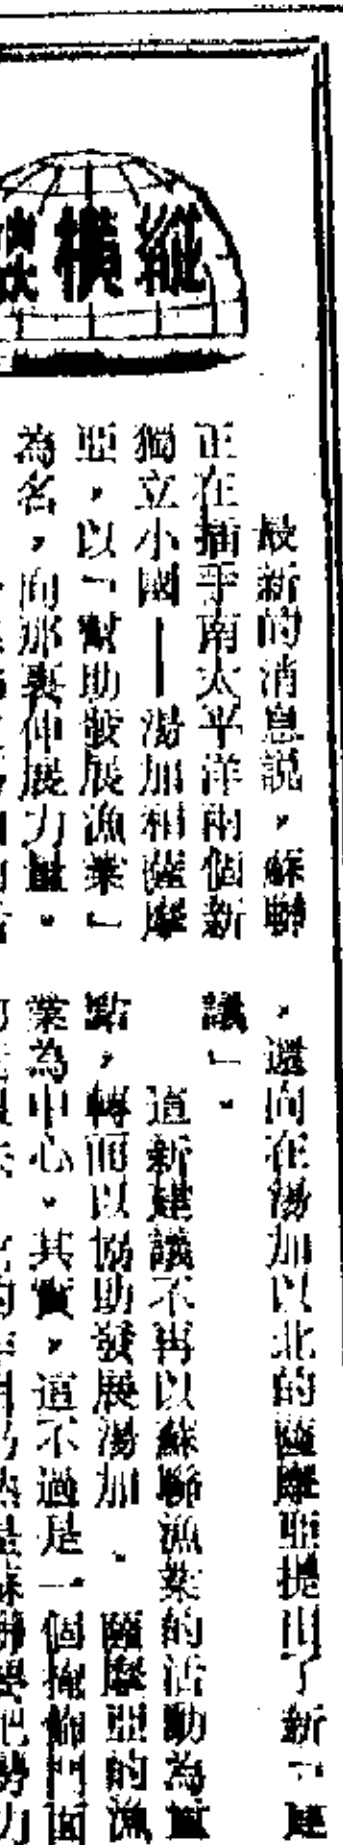 縱橫
最新的消息說，蘇聯
正在插手南太平洋兩個新
獨立小國——湯加和薩摩
亞，以「幫助發展漁業」
為名，向那裏伸展力量。
，還向在湯加以北的薩摩亞提出了新「建
議」。
這新建議不再以蘇聯漁業的活動為重
點，轉而以協助發展湯加、薩摩亞的漁
業為中心。其實，這不過是一個掩飾門面